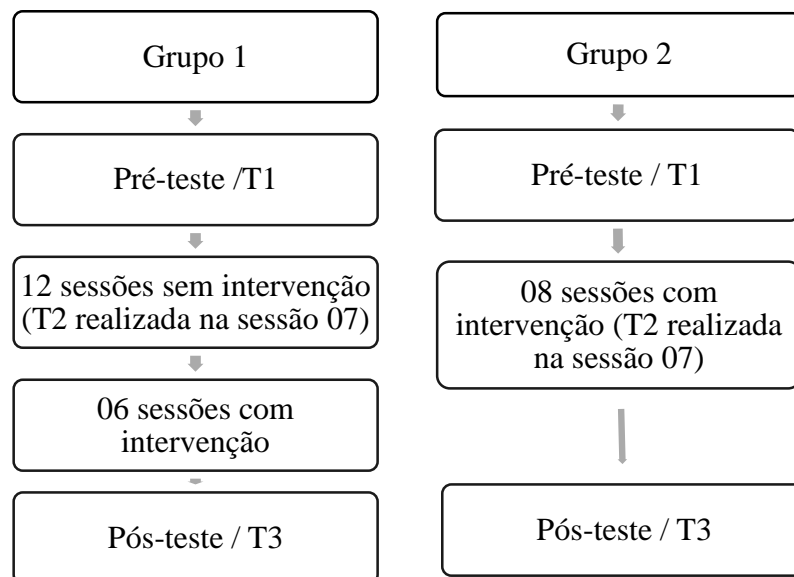 Grupo 1
Pré-teste /T1
12 sessões sem intervenção
(T2 realizada na sessão 07)
06 sessões com
intervenção
Pós-teste / T3
Grupo 2
Pré-teste / T1
08 sessões com
intervenção (T2 realizada
na sessão 07)
Pós-teste / T3